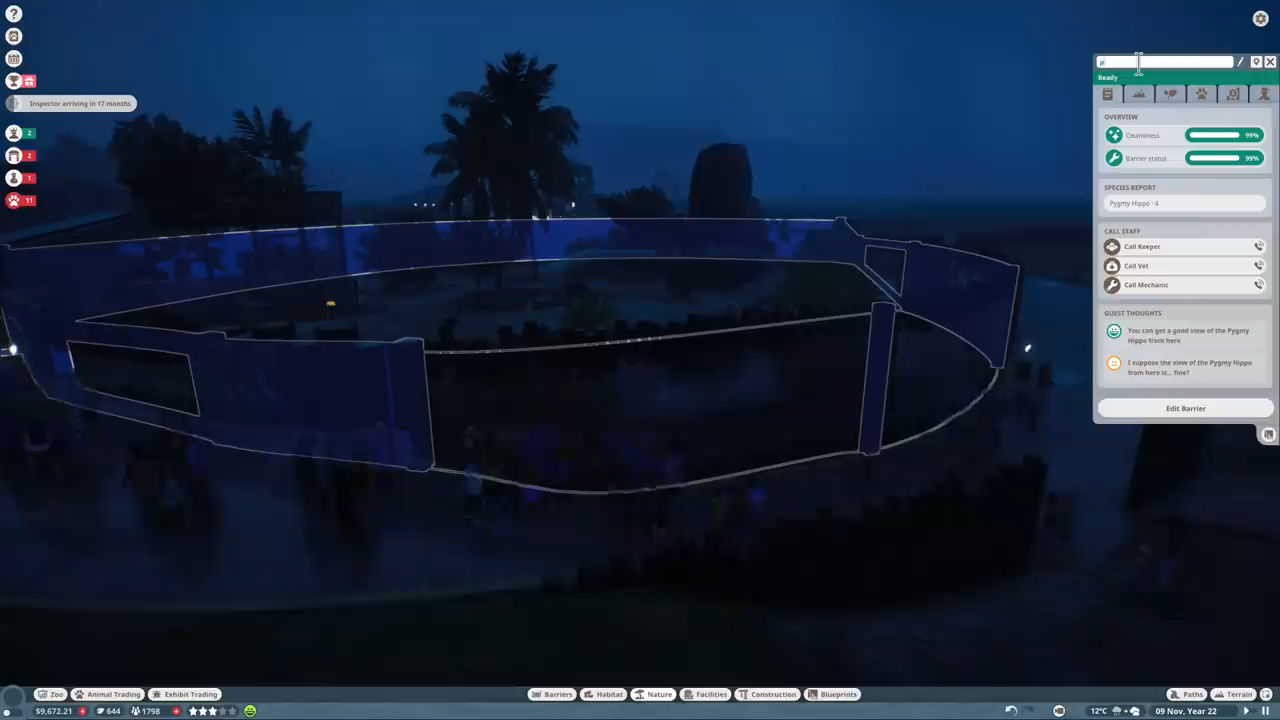 ?
p
Ready
Inspector arriving in 17 months
2
2
1
11
OVERVIEW
Cleanliness 99%
Barrier status 99%
SPECIES REPORT
Pygmy Hippo - 4
CALL STAFF
Call Keeper
Call Vet
Call Mechanic
GUEST THOUGHTS
You can get a good view of the Pygmy
Hippo from here
I suppose the view of the Pygmy Hippo
from here is... fine?
Edit Barrier
Zoo Animal Trading Exhibit Trading Barriers Habitat Nature Facilities Construction Blueprints Paths Terrain
$9,672.21 644 1798 12°C 09 Nov, Year 22